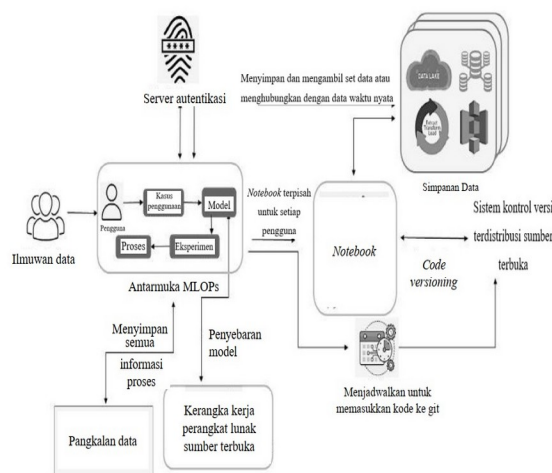 Server autentikasi
Menyimpan dan mengambil set data atau
menghubungkan dengan data waktu nyata
DATA LAKE
Extract
Transform
Load
Simpanan Data
Ilmuwan data
Pengguna
Kasus
penggunaan
Model
Proses
Eksperimen
Antarmuka MLOPs
Notebook terpisah
untuk setiap
pengguna
Notebook
Sistem kontrol versi
terdistribusi sumber
terbuka
Code
versioning
Menyimpan
semua
informasi
proses
Penyebaran
model
Menjadwalkan untuk
memasukkan kode ke git
Pangkalan data
Kerangka kerja
perangkat lunak
sumber terbuka